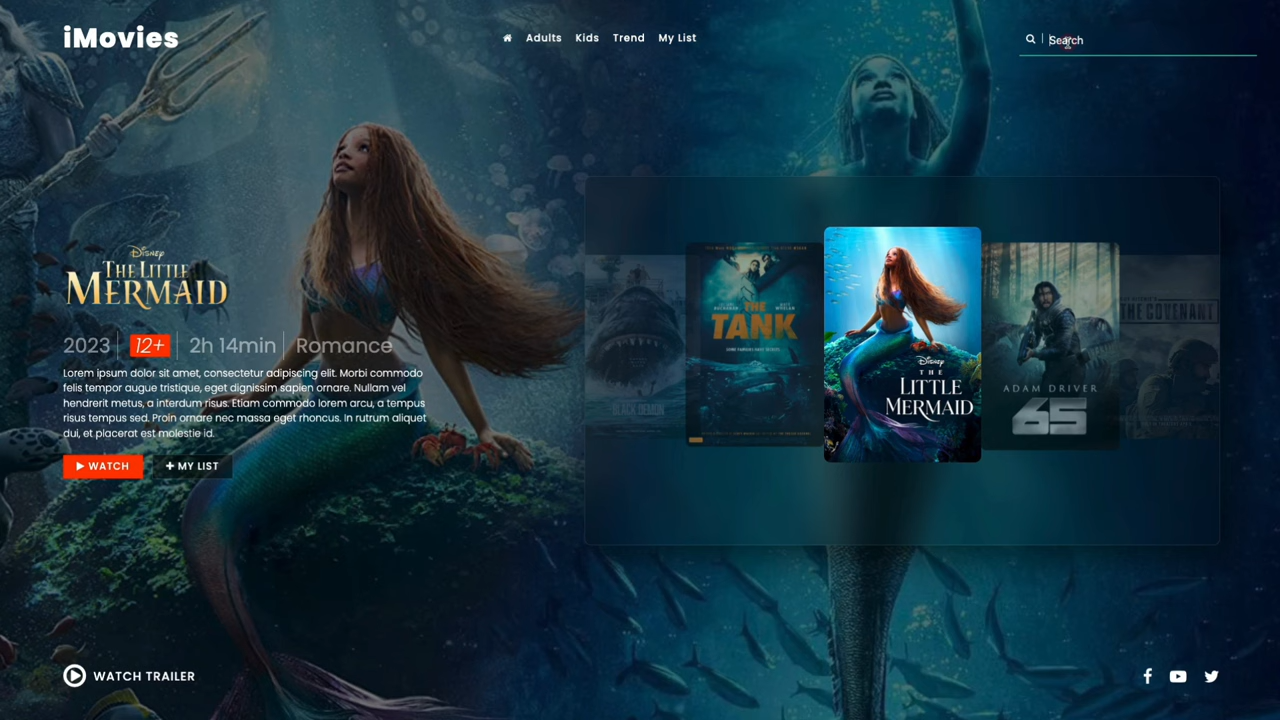 iMovies
Adults Kids Trend My List
Search
Disney
THE LITTLE
MERMAID
2023 12+ 2h 14min Romance
Lorem ipsum dolor sit amet, consectetur adipiscing elit. Morbi commodo
felis tempor augue tristique, eget dignissim sapien ornare. Nullam vel
hendrerit metus, a interdum risus. Etiam commodo lorem arcu, a tempus
risus tempus sed. Proin ornare nec massa eget rhoncus. In rutrum aliquet
dui, et placerat est molestie id.
WATCH
MY LIST
BLACK DEMON
THE
TANK
Disney
THE
LITTLE
MERMAID
ADAM DRIVER
65
THE COVENANT
WATCH TRAILER